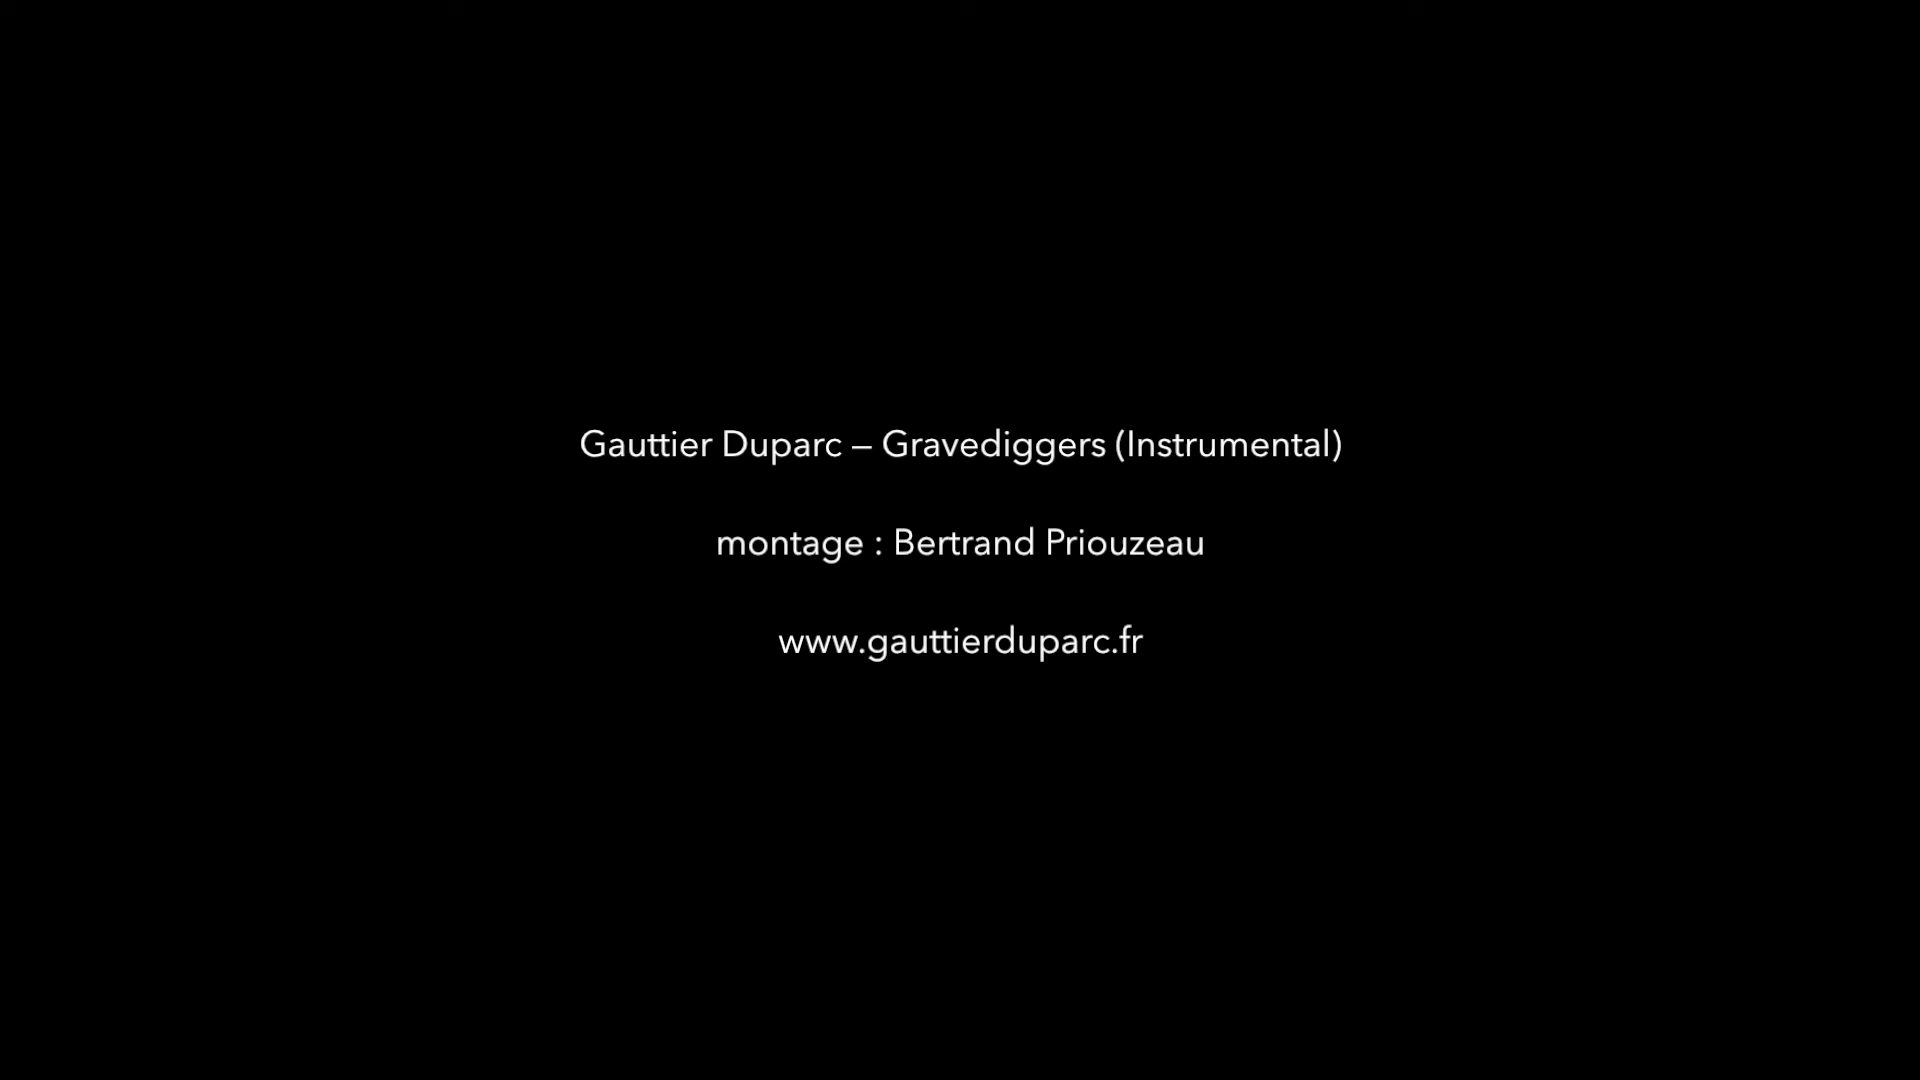 Gauttier Duparc – Gravediggers (Instrumental)
montage : Bertrand Priouzeau
www.gauttierduparc.fr